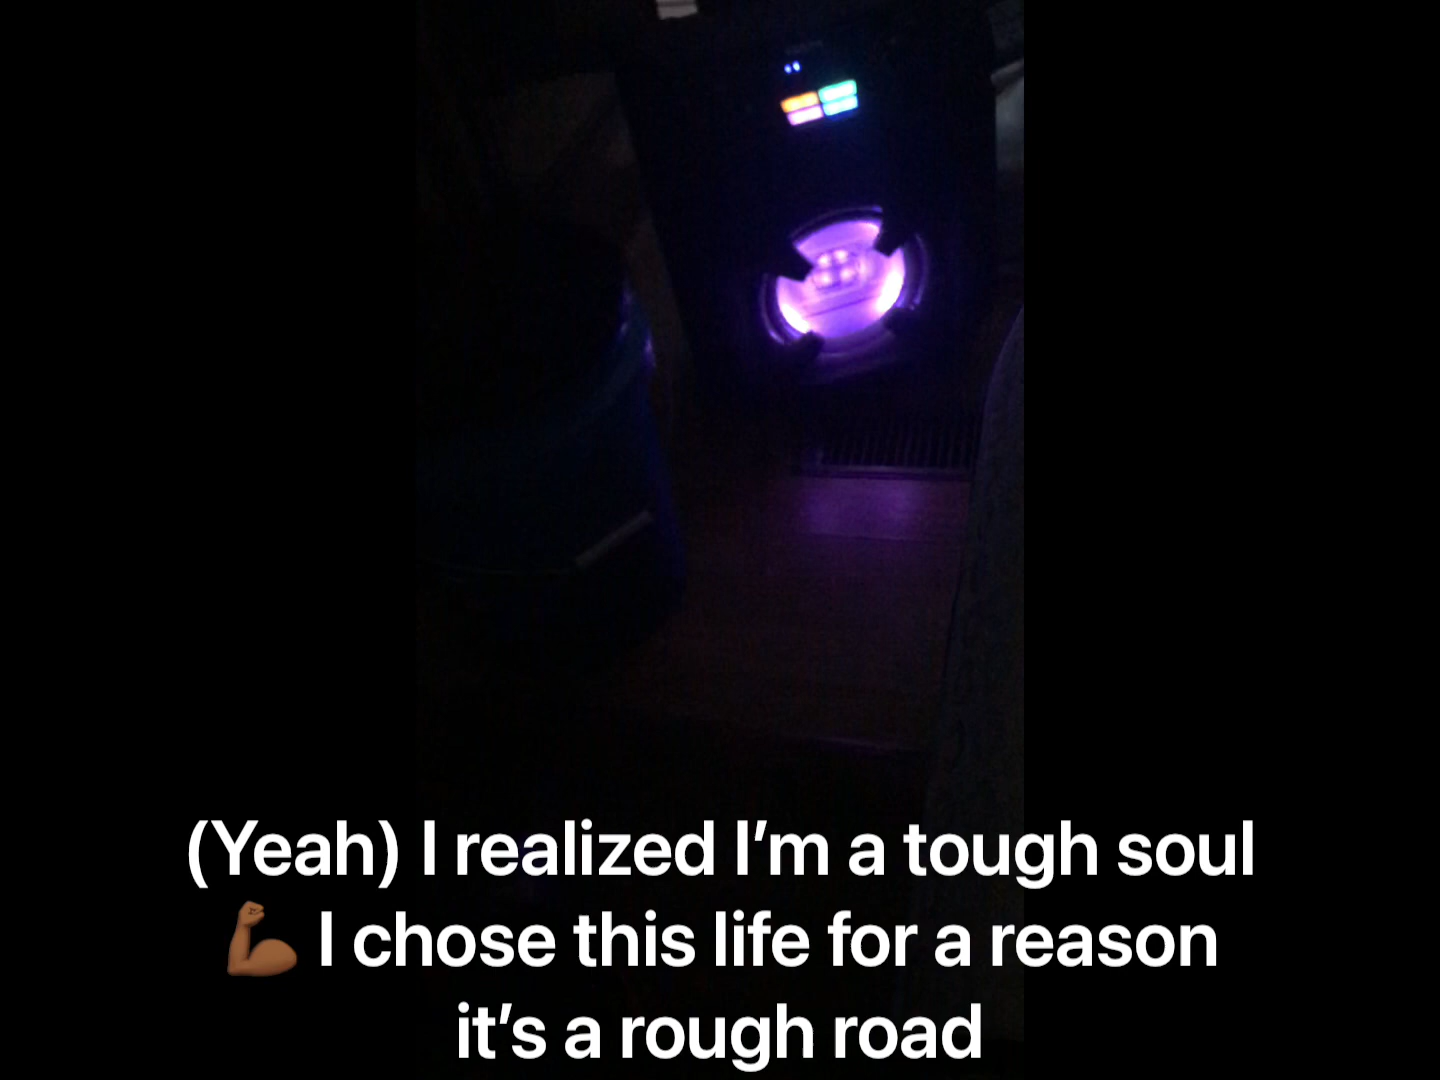 (Yeah) I realized I’m a tough soul
💪🏾 I chose this life for a reason
it’s a rough road